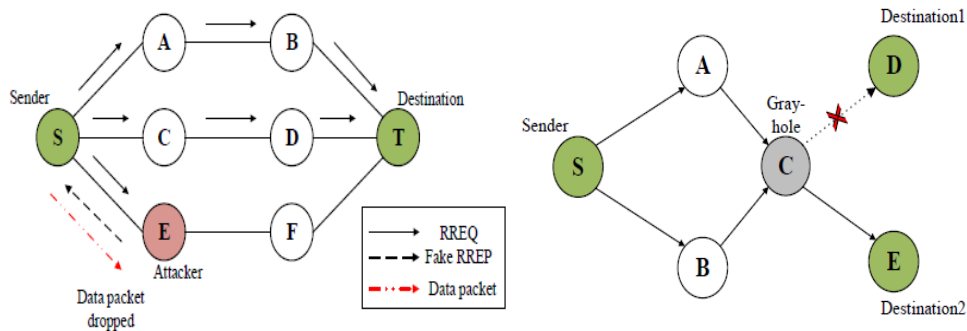 A
B
Sender
Destination
S
C
D
T
E
F
Attacker
Data packet
dropped
RREQ
Fake RREP
Data packet
Destination1
D
A
Gray-
hole
Sender
S
C
B
E
Destination2